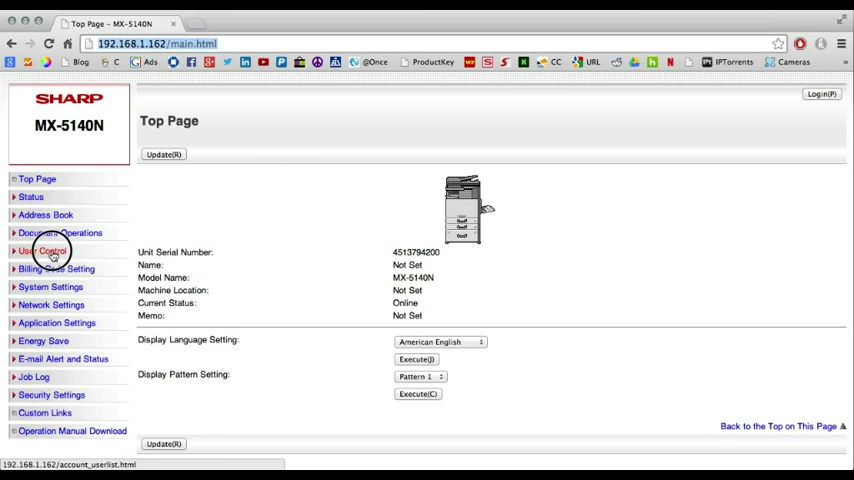 Top Page - MX-5140N
192.168.1.162/main.html
Blog
C
Ads
P.
@Once
ProductKey
K
CC
URL
h
N
IPTorrents
Cameras
SHARP
MX-5140N
Login(P)
Top Page
Update(R)
Top Page
Status
Address Book
Document Operations
User Control
Billing Code Setting
System Settings
Network Settings
Application Settings
Energy Save
E-mail Alert and Status
Job Log
Security Settings
Custom Links
Operation Manual Download
Unit Serial Number: 4513794200
Name: Not Set
Model Name: MX-5140N
Machine Location: Not Set
Current Status: Online
Memo: Not Set
Display Language Setting: American English
Execute(J)
Display Pattern Setting: Pattern 1
Execute(C)
Back to the Top on This Page
Update(R)
192.168.1.162/account_userlist.html